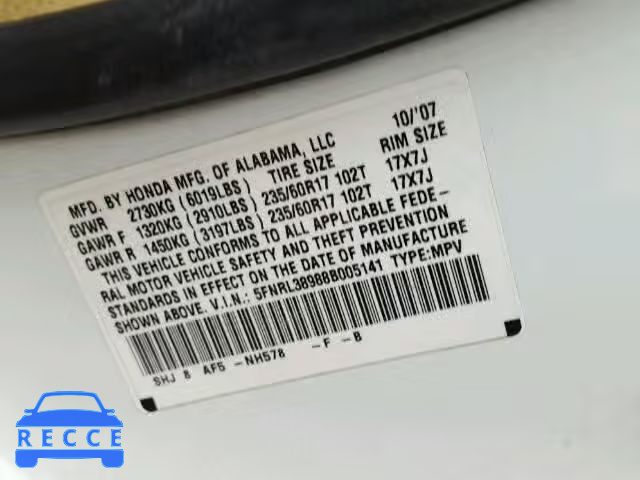 MFD. BY HONDA MFG. OF ALABAMA, LLC 10/'07
GVWR 2730KG (6019LBS) TIRE SIZE RIM SIZE
GAWR F 1320KG (2910LBS) 235/60R17 102T 17X7J
GAWR R 1450KG (3197LBS) 235/60R17 102T 17X7J
THIS VEHICLE CONFORMS TO ALL APPLICABLE FEDE-
RAL MOTOR VEHICLE SAFETY AND THEFT PREVENTION
STANDARDS IN EFFECT ON THE DATE OF MANUFACTURE
SHOWN ABOVE. V.I.N.: 5FNRL38988B005141 TYPE:MPV
SHJ 8 AF5 -NH578 -F -B
RECCE